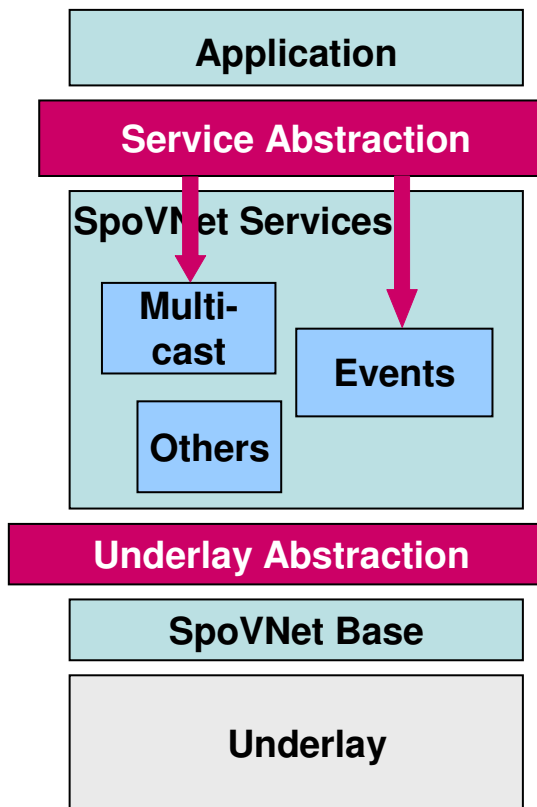 Application
Service Abstraction
SpoVNet Services
Multi-
cast
Events
Others
Underlay Abstraction
SpoVNet Base
Underlay